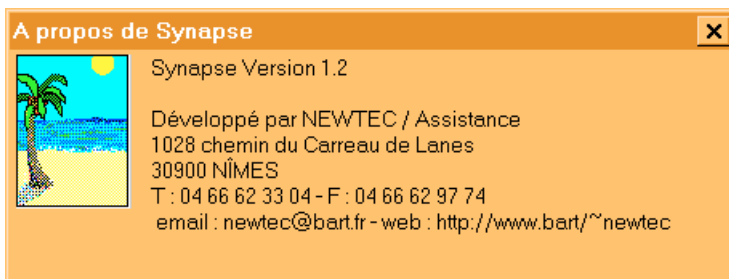 A propos de Synapse
Synapse Version 1.2
Développé par NEWTEC / Assistance
1028 chemin du Carreau de Lanes
30900 NÎMES
T : 04 66 62 33 04 - F : 04 66 62 97 74
email : newtec@bart.fr - web : http://www.bart/~newtec